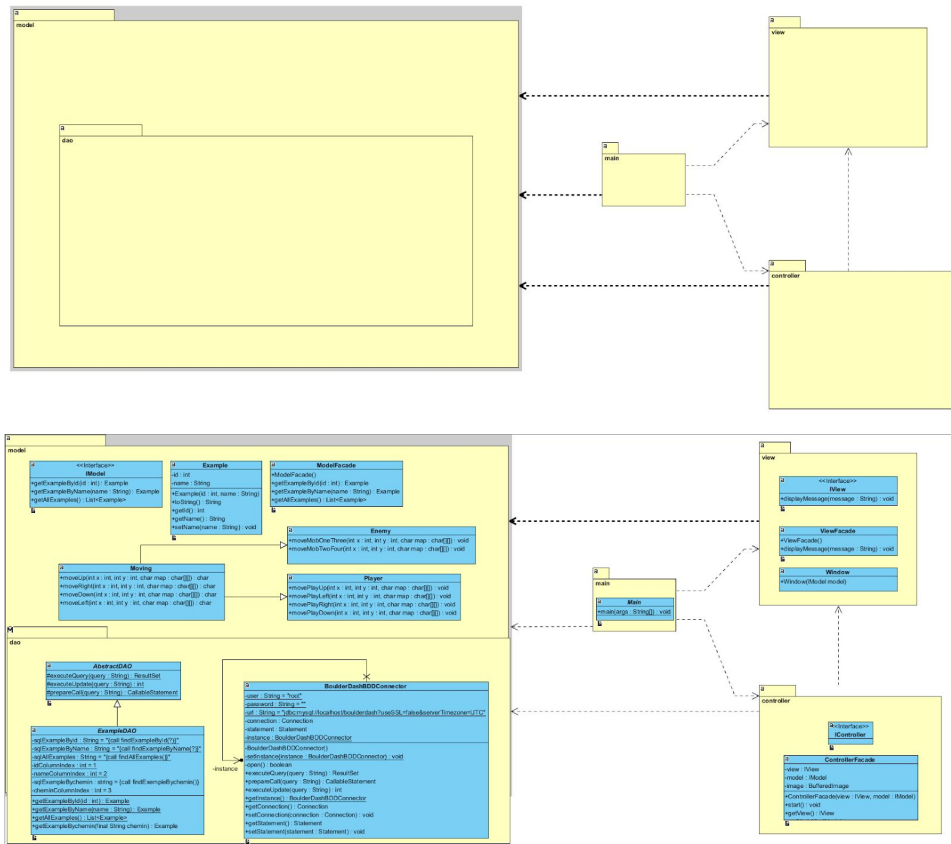 a
model
a
dao
a
main
a
view
a
controller
a
model
a
<<Interface>>
IModel
+getExampleById(id : int) : Example
+getExampleByName(name : String) : Example
+getAllExamples() : List<Example>
a
Example
-id : int
-name : String
+Example(id : int, name : String)
+toString() : String
+getId() : int
+getName() : String
+setName(name : String) : void
a
ModelFacade
+ModelFacade()
+getExampleById(id : int) : Example
+getExampleByName(name : String) : Example
+getAllExamples() : List<Example>
a
Enemy
+moveMobOneThree(int x : int, int y : int, char map : char[][]) : void
+moveMobTwoFour(int x : int, int y : int, char map : char[][]) : void
a
Moving
+moveUp(int x : int, int y : int, char map : char[][]) : char
+moveRight(int x : int, int y : int, char map : char[][]) : char
+moveDown(int x : int, int y : int, char map : char[][]) : char
+moveLeft(int x : int, int y : int, char map : char[][]) : char
a
Player
+movePlayUp(int x : int, int y : int, char map : char[][]) : void
+movePlayLeft(int x : int, int y : int, char map : char[][]) : void
+movePlayRight(int x : int, int y : int, char map : char[][]) : void
+movePlayDown(int x : int, int y : int, char map : char[][]) : void
M
dao
a
AbstractDAO
#executeQuery(query : String) : ResultSet
#executeUpdate(query : String) : int
#prepareCall(query : String) : CallableStatement
a
ExampleDAO
-sqlExampleById : String = "{call findExampleById(?)}"
-sqlExampleByName : String = "{call findExampleByName(?)}"
-sqlAllExamples : String = "{call findAllExamples()}"
-idColumnIndex : int = 1
-nameColumnIndex : int = 2
-sqlExampleBychemin : string = {call findExempleBychemin()}
-cheminColumnIndex : int = 3
+getExampleById(id : int) : Example
+getExampleByName(name : String) : Example
+getAllExamples() : List<Example>
+getExampleBychemin(final String chemin) : Example
-instance
a
BoulderDashBDDConnector
-user : String = "root"
-password : String = ""
-url : String = "jdbc:mysql://localhost/boulderdash?useSSL=false&serverTimezone=UTC"
-connection : Connection
-statement : Statement
-instance : BoulderDashBDDConnector
-BoulderDashBDDConnector()
-setInstance(instance : BoulderDashBDDConnector) : void
-open() : boolean
+executeQuery(query : String) : ResultSet
+prepareCall(query : String) : CallableStatement
+executeUpdate(query : String) : int
+getInstance() : BoulderDashBDDConnector
+getConnection() : Connection
+setConnection(connection : Connection) : void
+getStatement() : Statement
+setStatement(statement : Statement) : void
a
main
a
Main
+main(args : String[]) : void
a
view
a
<<Interface>>
IView
+displayMessage(message : String) : void
a
ViewFacade
+ViewFacade()
+displayMessage(message : String) : void
a
Window
+Window(IModel model)
a
controller
a
<<Interface>>
IController
a
ControllerFacade
-view : IView
-model : IModel
-image : BufferedImage
+ControllerFacade(view : IView, model : IModel)
+start() : void
+getView() : IView